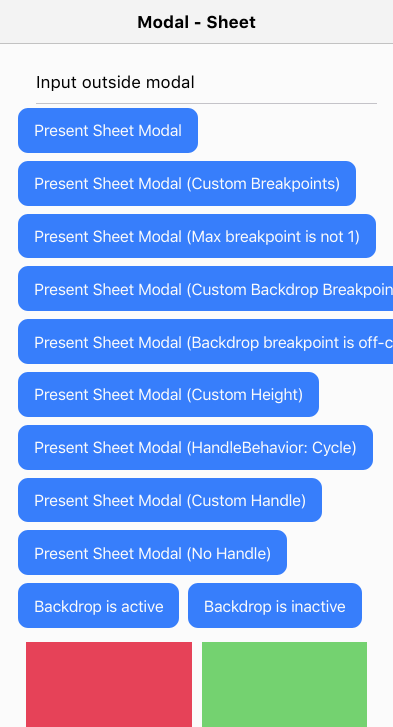 Modal - Sheet
Input outside modal
Present Sheet Modal
Present Sheet Modal (Custom Breakpoints)
Present Sheet Modal (Max breakpoint is not 1)
Present Sheet Modal (Custom Backdrop Breakpoin
Present Sheet Modal (Backdrop breakpoint is off-c
Present Sheet Modal (Custom Height)
Present Sheet Modal (HandleBehavior: Cycle)
Present Sheet Modal (Custom Handle)
Present Sheet Modal (No Handle)
Backdrop is active
Backdrop is inactive